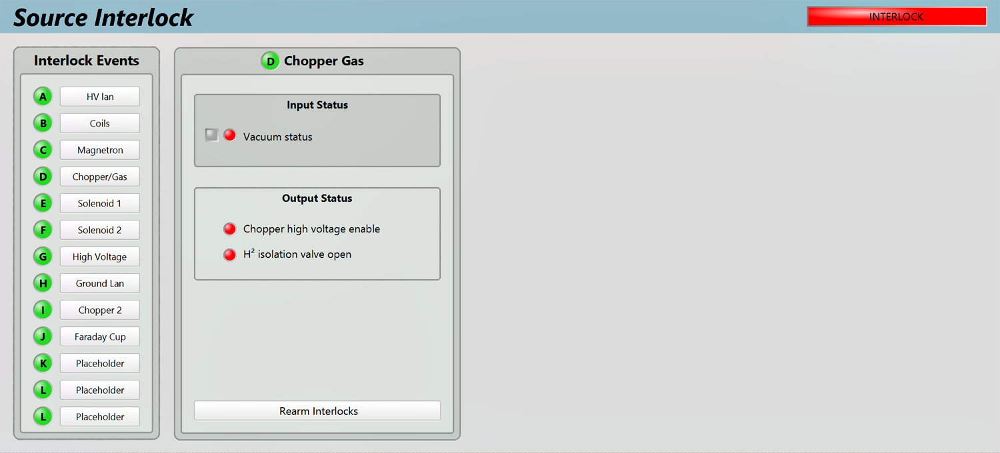 Source Interlock
INTERLOCK
Interlock Events
A HV lan
B Coils
C Magnetron
D Chopper/Gas
E Solenoid 1
F Solenoid 2
G High Voltage
H Ground Lan
I Chopper 2
J Faraday Cup
K Placeholder
L Placeholder
L Placeholder
D Chopper Gas
Input Status
Vacuum status
Output Status
Chopper high voltage enable
H² isolation valve open
Rearm Interlocks